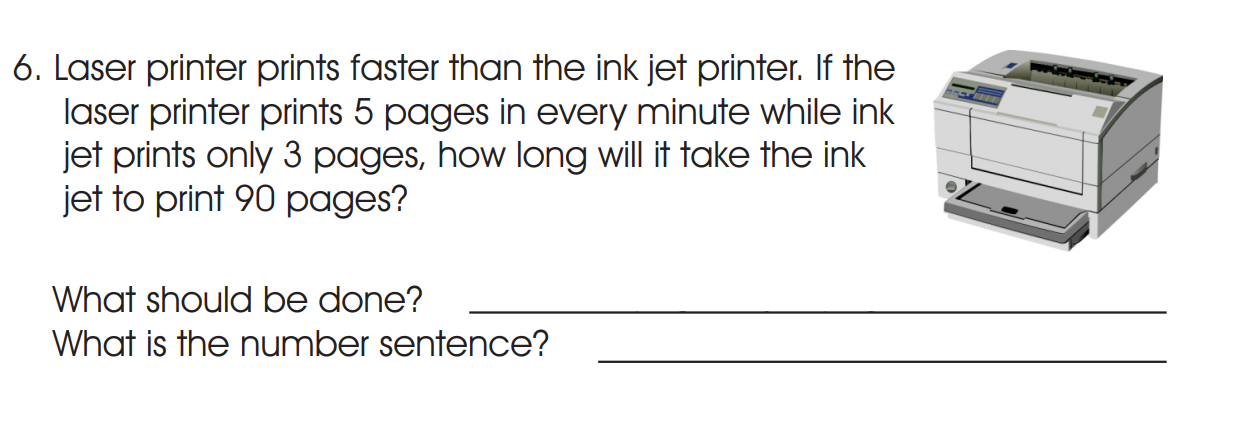 6. Laser printer prints faster than the ink jet printer. If the
laser printer prints 5 pages in every minute while ink
jet prints only 3 pages, how long will it take the ink
jet to print 90 pages?
What should be done?
What is the number sentence?